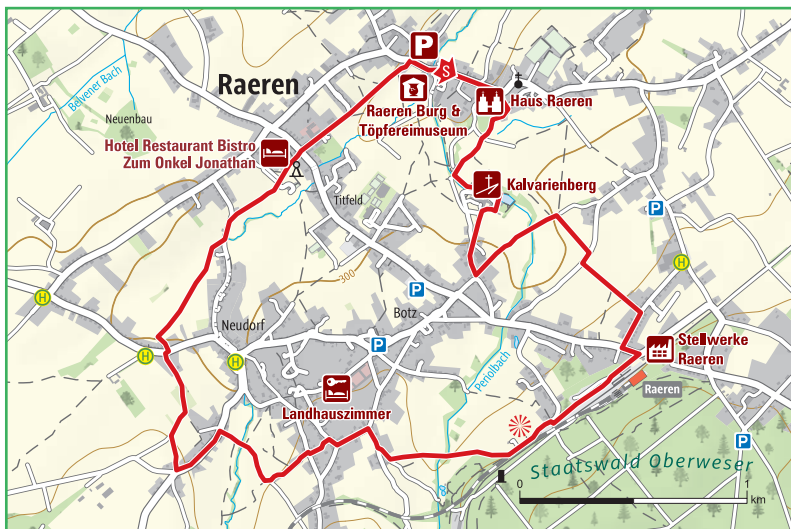 P
Raeren
Belvener Bach
Neuenbau
S
Raeren Burg &
Töpfereimuseum
Haus Raeren
Hotel Restaurant Bistro
Zum Onkel Jonathan
Kalvarienberg
Titfeld
P
H
300
H
P
Botz
H
Neudorf
H
P
Periolbach
Stellwerke
Raeren
Raeren
Landhauszimmer
P
Staatswald Oberweser
0
1
km